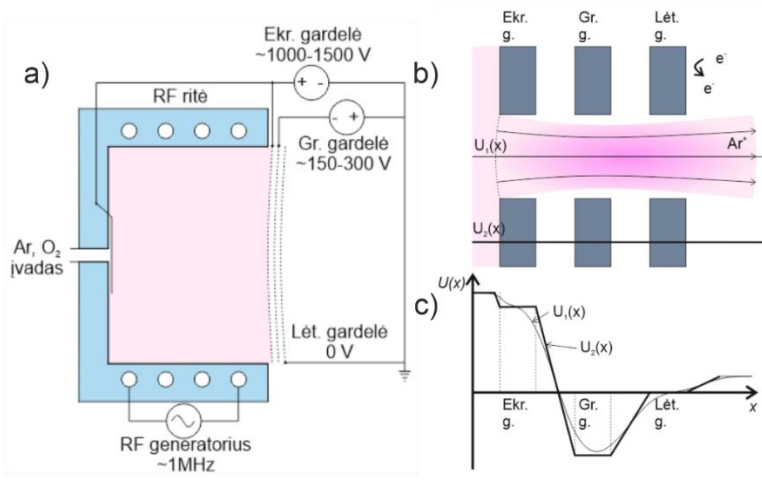 a)
Ekr. gardelė
~1000-1500 V
+ -
RF ritė
- +
Gr. gardelė
~150-300 V
Ar, O₂
įvadas
Lėt. gardelė
0 V
RF generatorius
~1MHz
b)
Ekr. g.
Gr. g.
Lėt. g.
e⁻
e⁻
U₁(x)
Ar⁺
U₂(x)
c)
U(x)
U₁(x)
U₂(x)
Ekr. g.
Gr. g.
Lėt. g.
x